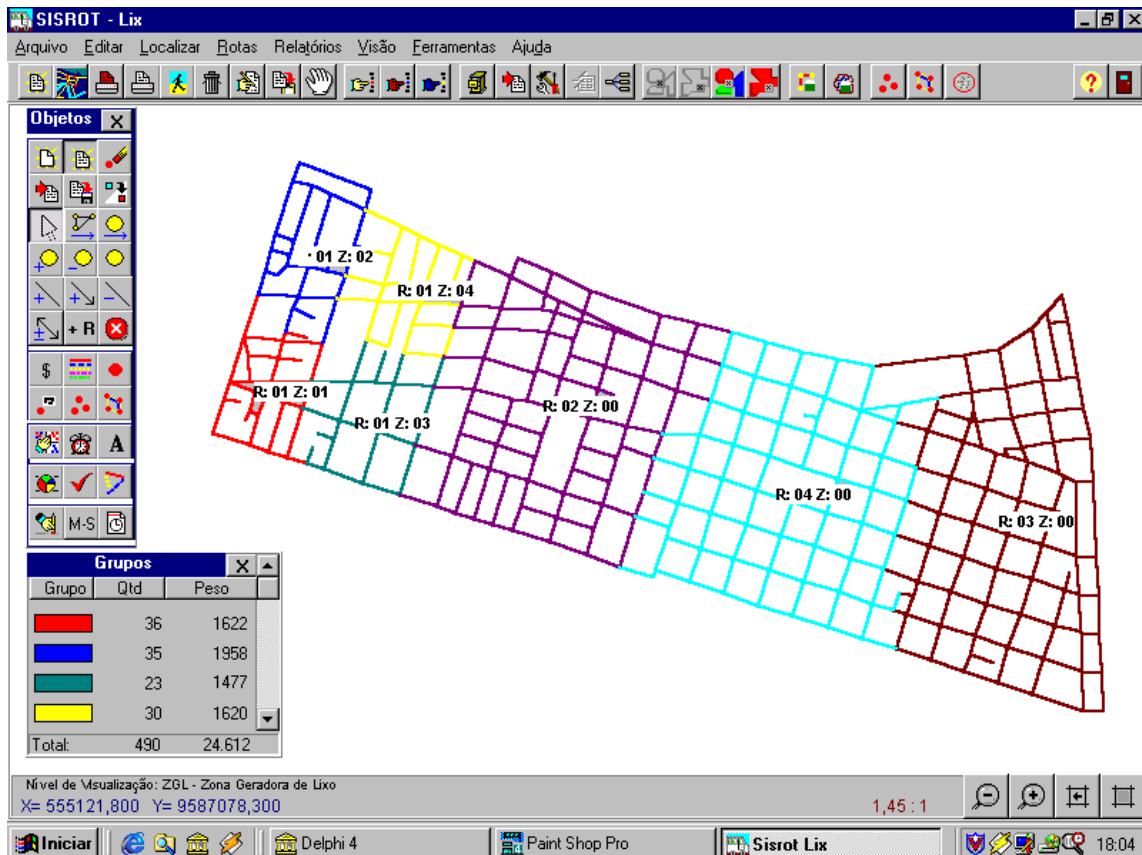 SISROT - Lix
Arquivo Editar Localizar Rotas Relatórios Visão Ferramentas Ajuda
Objetos
+ R
$
A
M-S
· 01 Z: 02
R: 01 Z: 04
R: 01 Z: 01
R: 01 Z: 03
R: 02 Z: 00
R: 04 Z: 00
R: 03 Z: 00
Grupos
Grupo Qtd Peso
36 1622
35 1958
23 1477
30 1620
Total: 490 24.612
Nível de Visualização: ZGL - Zona Geradora de Lixo
X= 555121,800 Y= 9587078,300
1,45 : 1
Iniciar Delphi 4 Paint Shop Pro Sisrot Lix 18:04